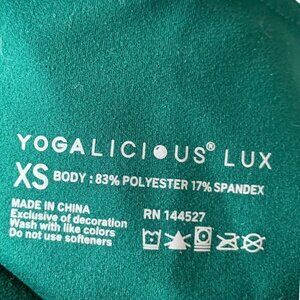 YOGALICIOUS® LUX
XS BODY : 83% POLYESTER 17% SPANDEX
MADE IN CHINA
Exclusive of decoration RN 144527
Wash with like colors
Do not use softeners